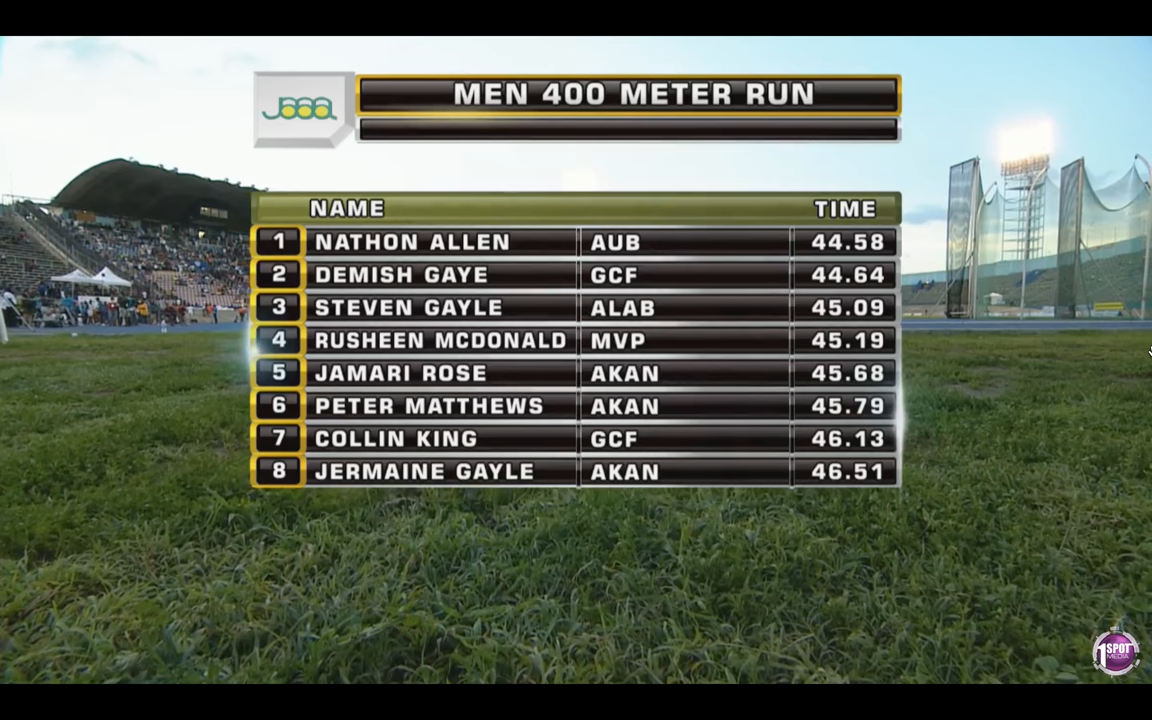 jaaa
MEN 400 METER RUN
NAME TIME
1 NATHON ALLEN AUB 44.58
2 DEMISH GAYE GCF 44.64
3 STEVEN GAYLE ALAB 45.09
4 RUSHEEN MCDONALD MVP 45.19
5 JAMARI ROSE AKAN 45.68
6 PETER MATTHEWS AKAN 45.79
7 COLLIN KING GCF 46.13
8 JERMAINE GAYLE AKAN 46.51
1SPOT
MEDIA